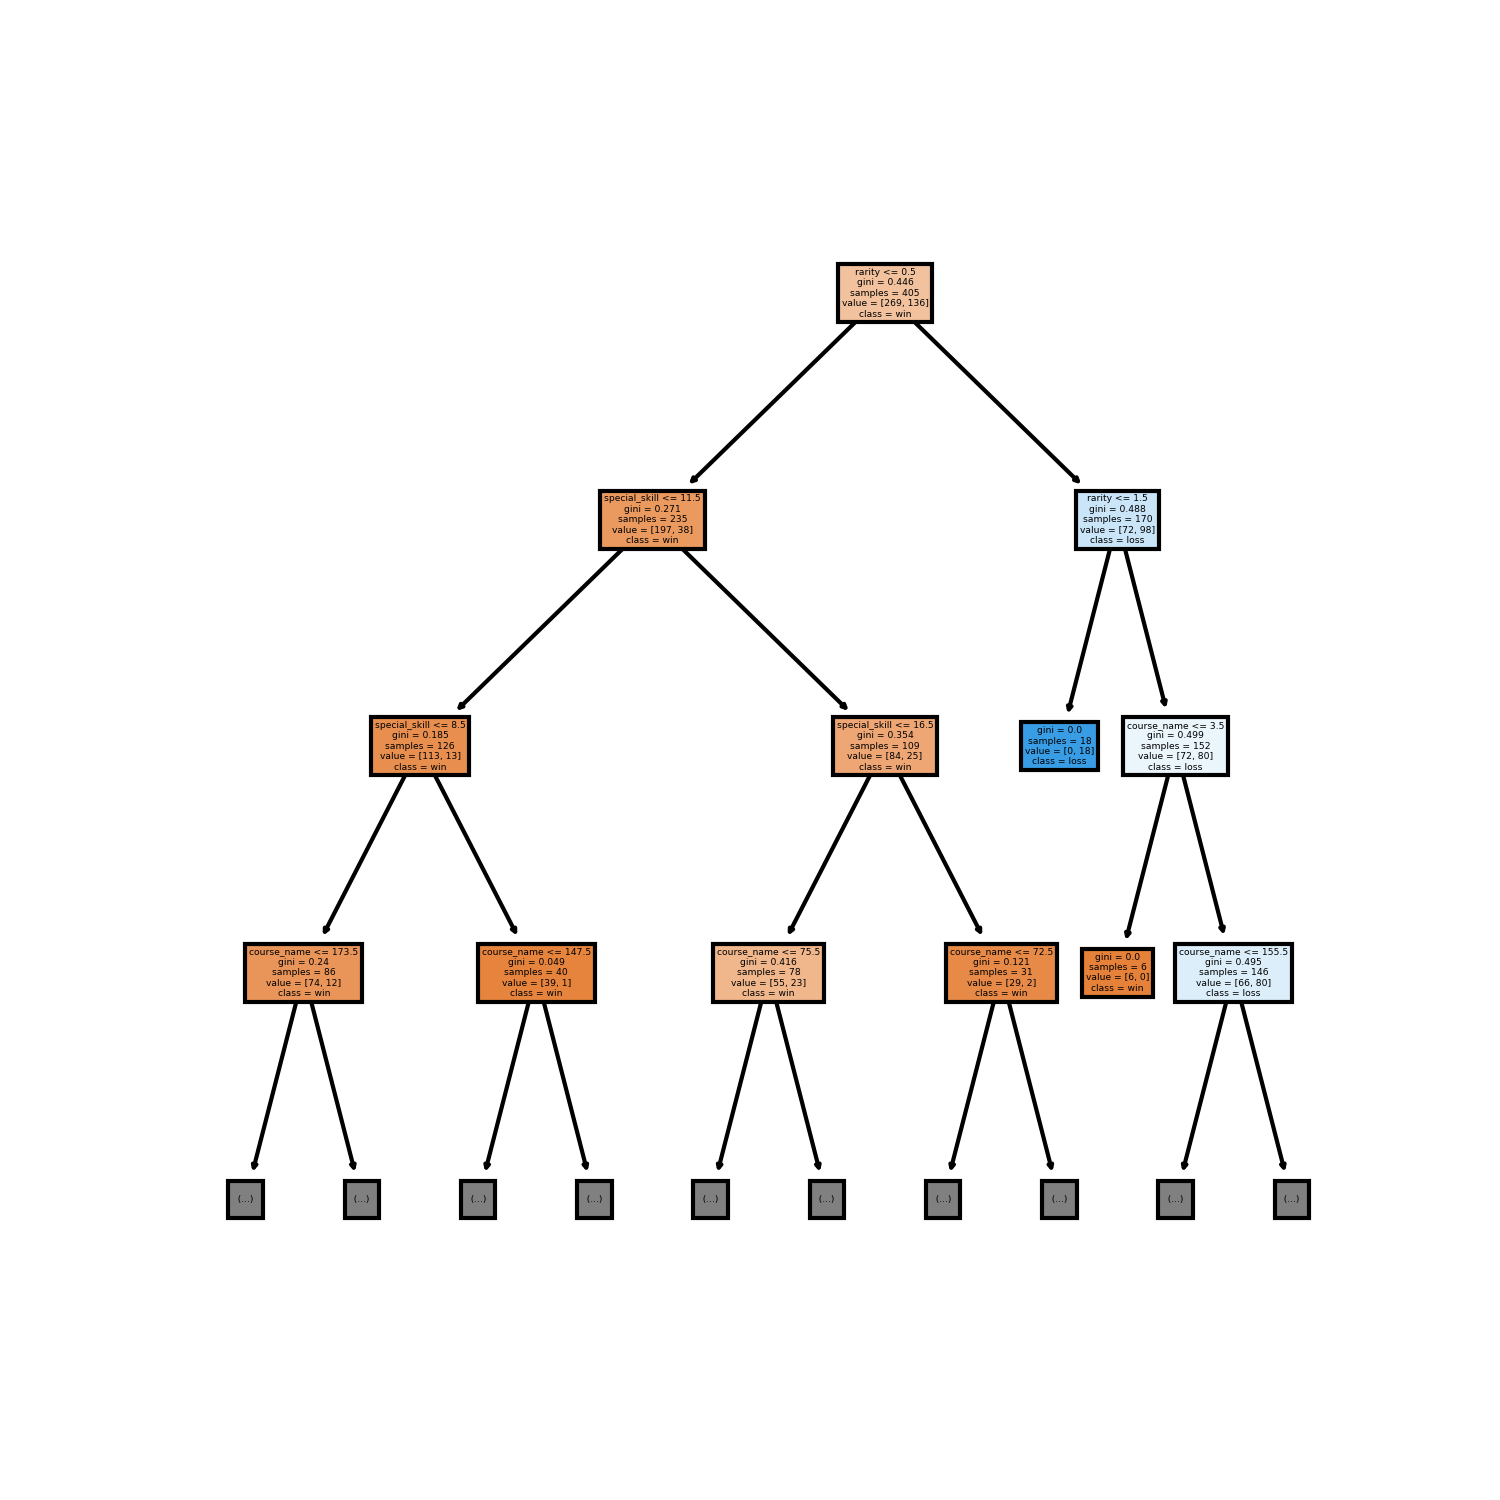 rarity <= 0.5
gini = 0.446
samples = 405
value = [269, 136]
class = win
special_skill <= 11.5
gini = 0.271
samples = 235
value = [197, 38]
class = win
rarity <= 1.5
gini = 0.488
samples = 170
value = [72, 98]
class = loss
special_skill <= 8.5
gini = 0.185
samples = 126
value = [113, 13]
class = win
special_skill <= 16.5
gini = 0.354
samples = 109
value = [84, 25]
class = win
gini = 0.0
samples = 18
value = [0, 18]
class = loss
course_name <= 3.5
gini = 0.499
samples = 152
value = [72, 80]
class = loss
course_name <= 173.5
gini = 0.24
samples = 86
value = [74, 12]
class = win
course_name <= 147.5
gini = 0.049
samples = 40
value = [39, 1]
class = win
course_name <= 75.5
gini = 0.416
samples = 78
value = [55, 23]
class = win
course_name <= 72.5
gini = 0.121
samples = 31
value = [29, 2]
class = win
gini = 0.0
samples = 6
value = [6, 0]
class = win
course_name <= 155.5
gini = 0.495
samples = 146
value = [66, 80]
class = loss
(...)
(...)
(...)
(...)
(...)
(...)
(...)
(...)
(...)
(...)